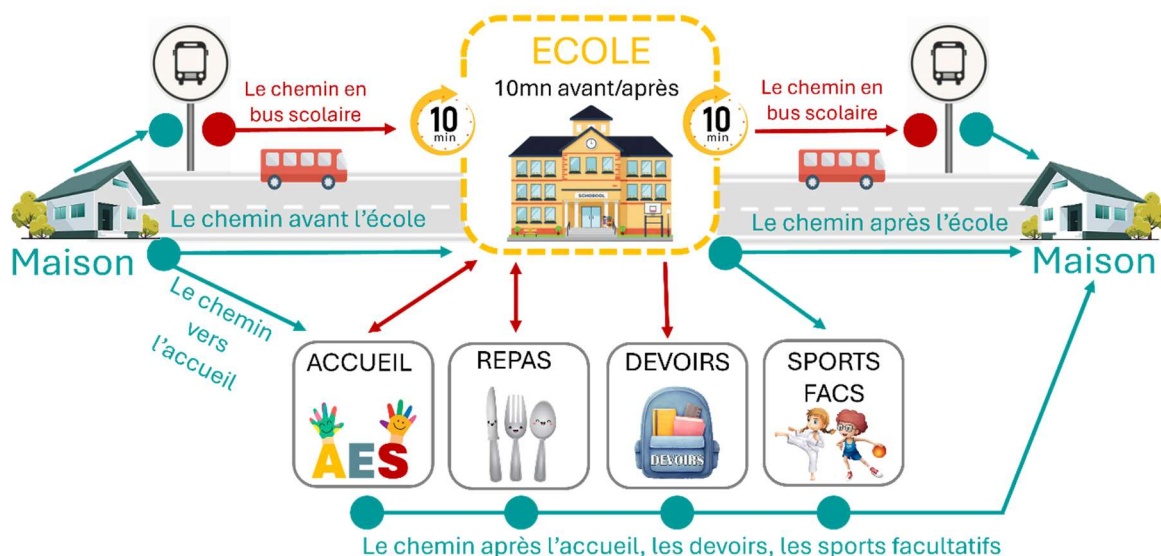 ECOLE
10mn avant/après
Le chemin en
bus scolaire
10
min
10
min
Le chemin en
bus scolaire
Le chemin avant l'école
Le chemin après l'école
Maison
Maison
Le chemin
vers
l'accueil
ACCUEIL
AES
REPAS
DEVOIRS
DEVOIRS
SPORTS
FACS
Le chemin après l'accueil, les devoirs, les sports facultatifs